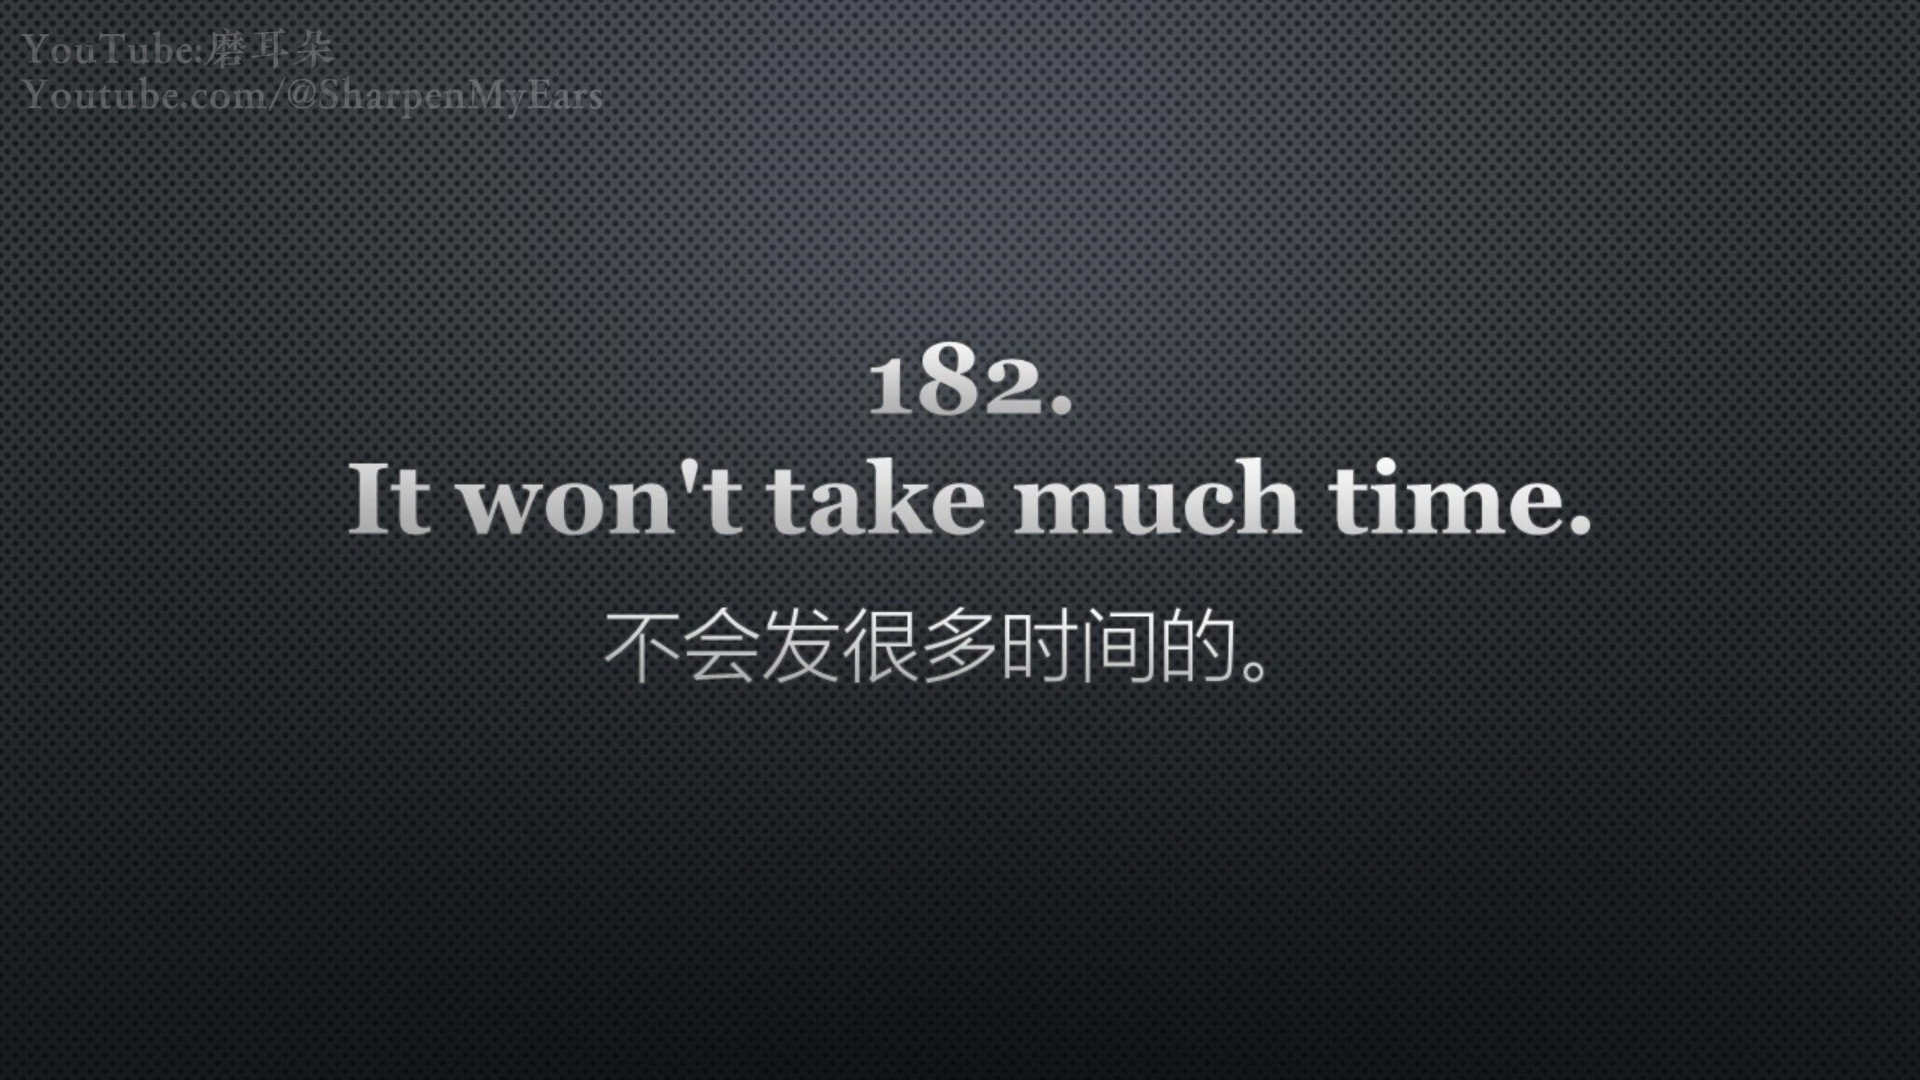 YouTube:磨耳朵
Youtube.com/@SharpenMyEars
182.
It won't take much time.
不会发很多时间的。